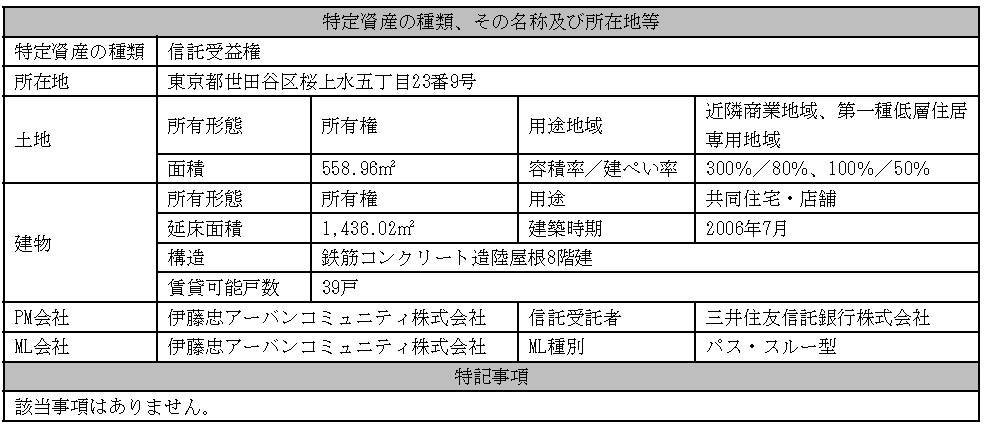 特定資産の種類、その名称及び所在地等
特定資産の種類 信託受益権
所在地 東京都世田谷区桜上水五丁目23番9号
土地 所有形態 所有権 用途地域 近隣商業地域、第一種低層住居
専用地域
面積 558.96㎡ 容積率／建ぺい率 300%／80%、100%／50%
建物 所有形態 所有権 用途 共同住宅・店舗
延床面積 1,436.02㎡ 建築時期 2006年7月
構造 鉄筋コンクリート造陸屋根8階建
賃貸可能戸数 39戸
PM会社 伊藤忠アーバンコミュニティ株式会社 信託受託者 三井住友信託銀行株式会社
ML会社 伊藤忠アーバンコミュニティ株式会社 ML種別 パス・スルー型
特記事項
該当事項はありません。